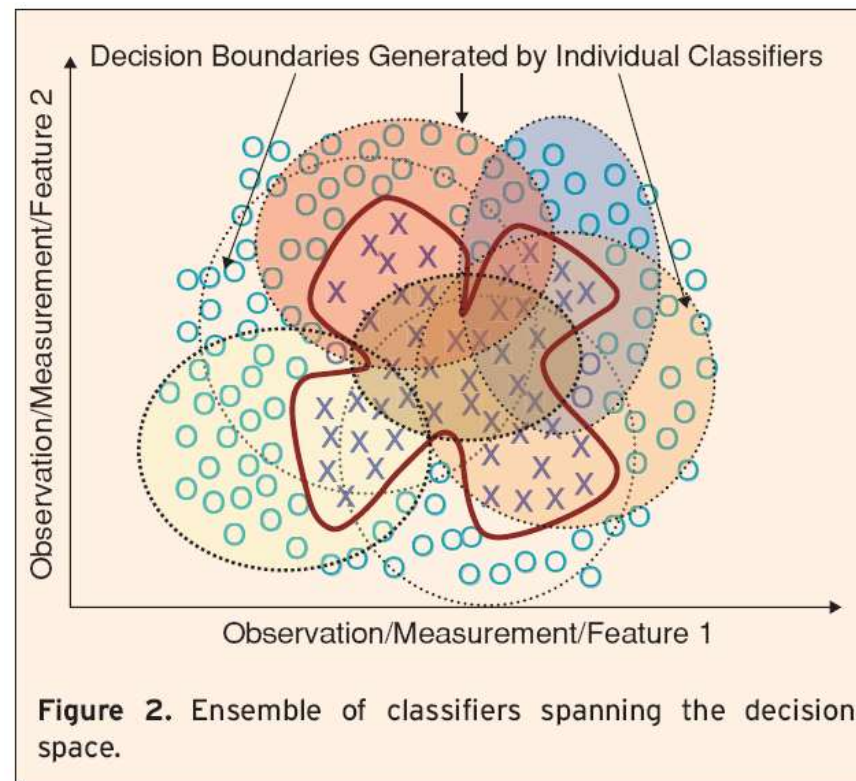 Decision Boundaries Generated by Individual Classifiers
Observation/Measurement/Feature 2
Observation/Measurement/Feature 1
Figure 2. Ensemble of classifiers spanning the decision
space.